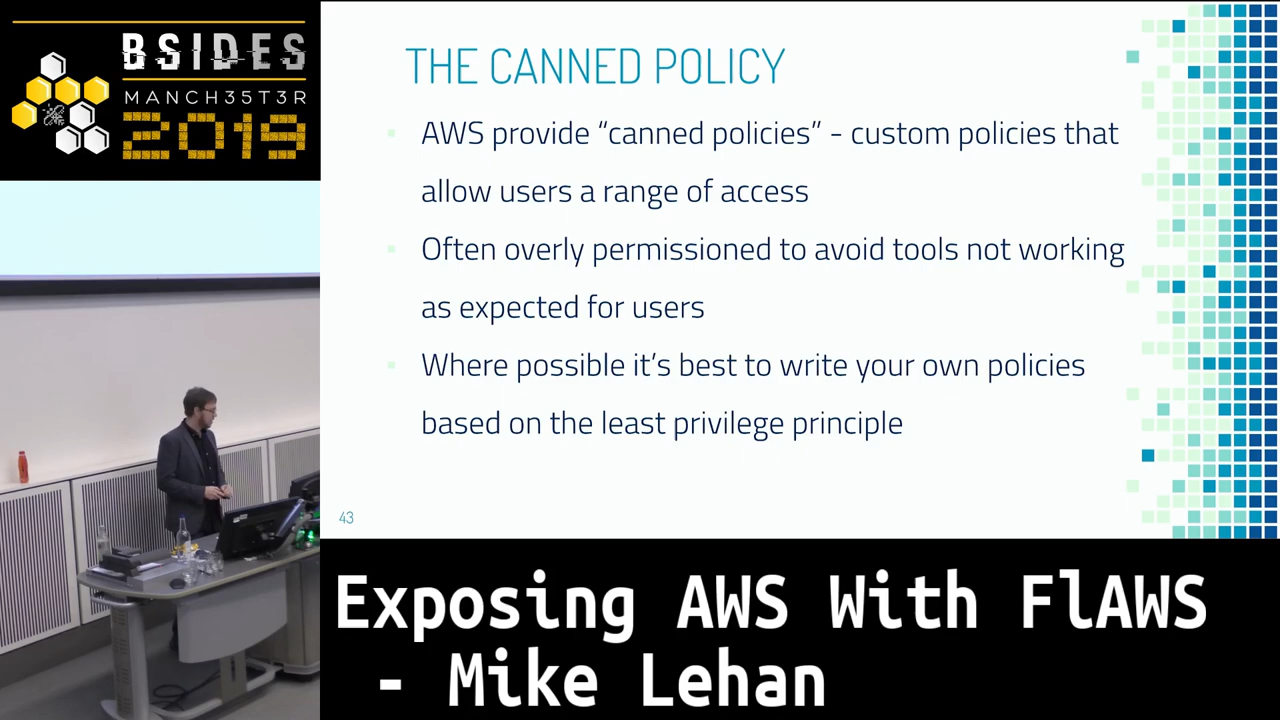 BSIDES
MANCH35T3R
2019
THE CANNED POLICY
AWS provide “canned policies” - custom policies that
allow users a range of access
Often overly permissioned to avoid tools not working
as expected for users
Where possible it’s best to write your own policies
based on the least privilege principle
43
Exposing AWS With FlAWS
- Mike Lehan